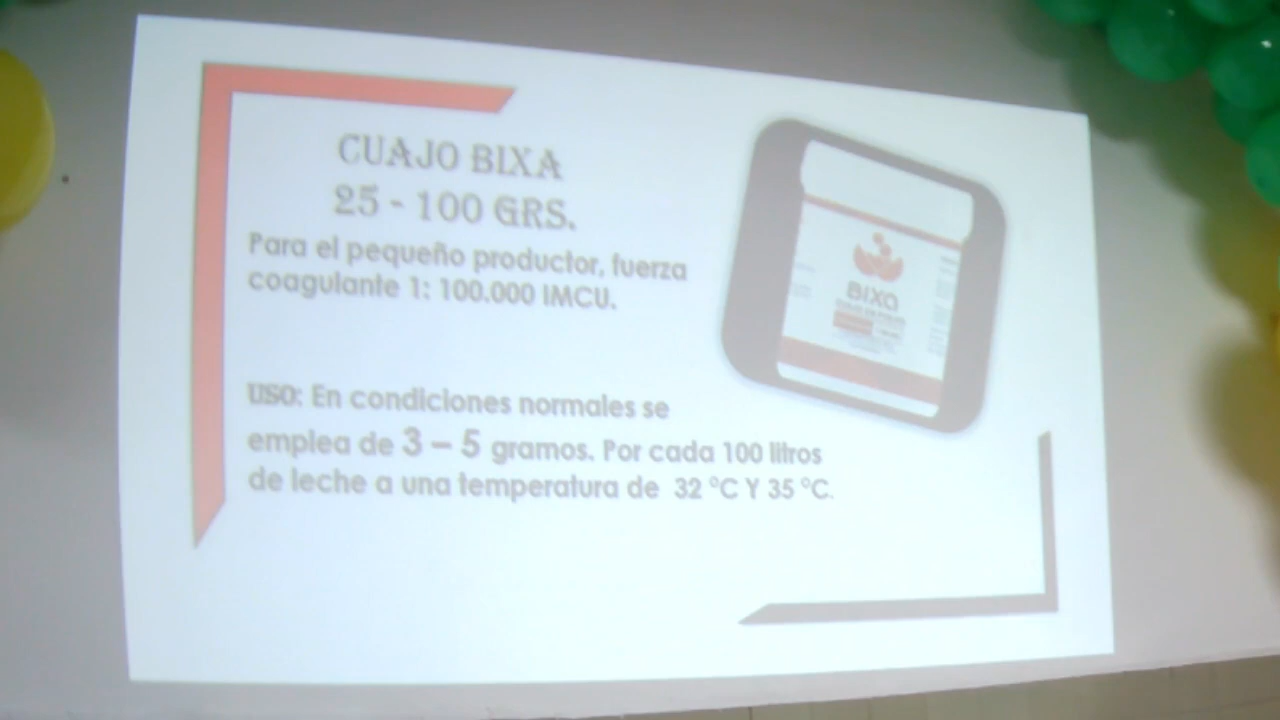 CUAJO BIXA
25 - 100 GRS.
Para el pequeño productor, fuerza
coagulante 1: 100.000 IMCU.
USO: En condiciones normales se
emplea de 3 – 5 gramos. Por cada 100 litros
de leche a una temperatura de 32 °C Y 35 °C.
BIXa